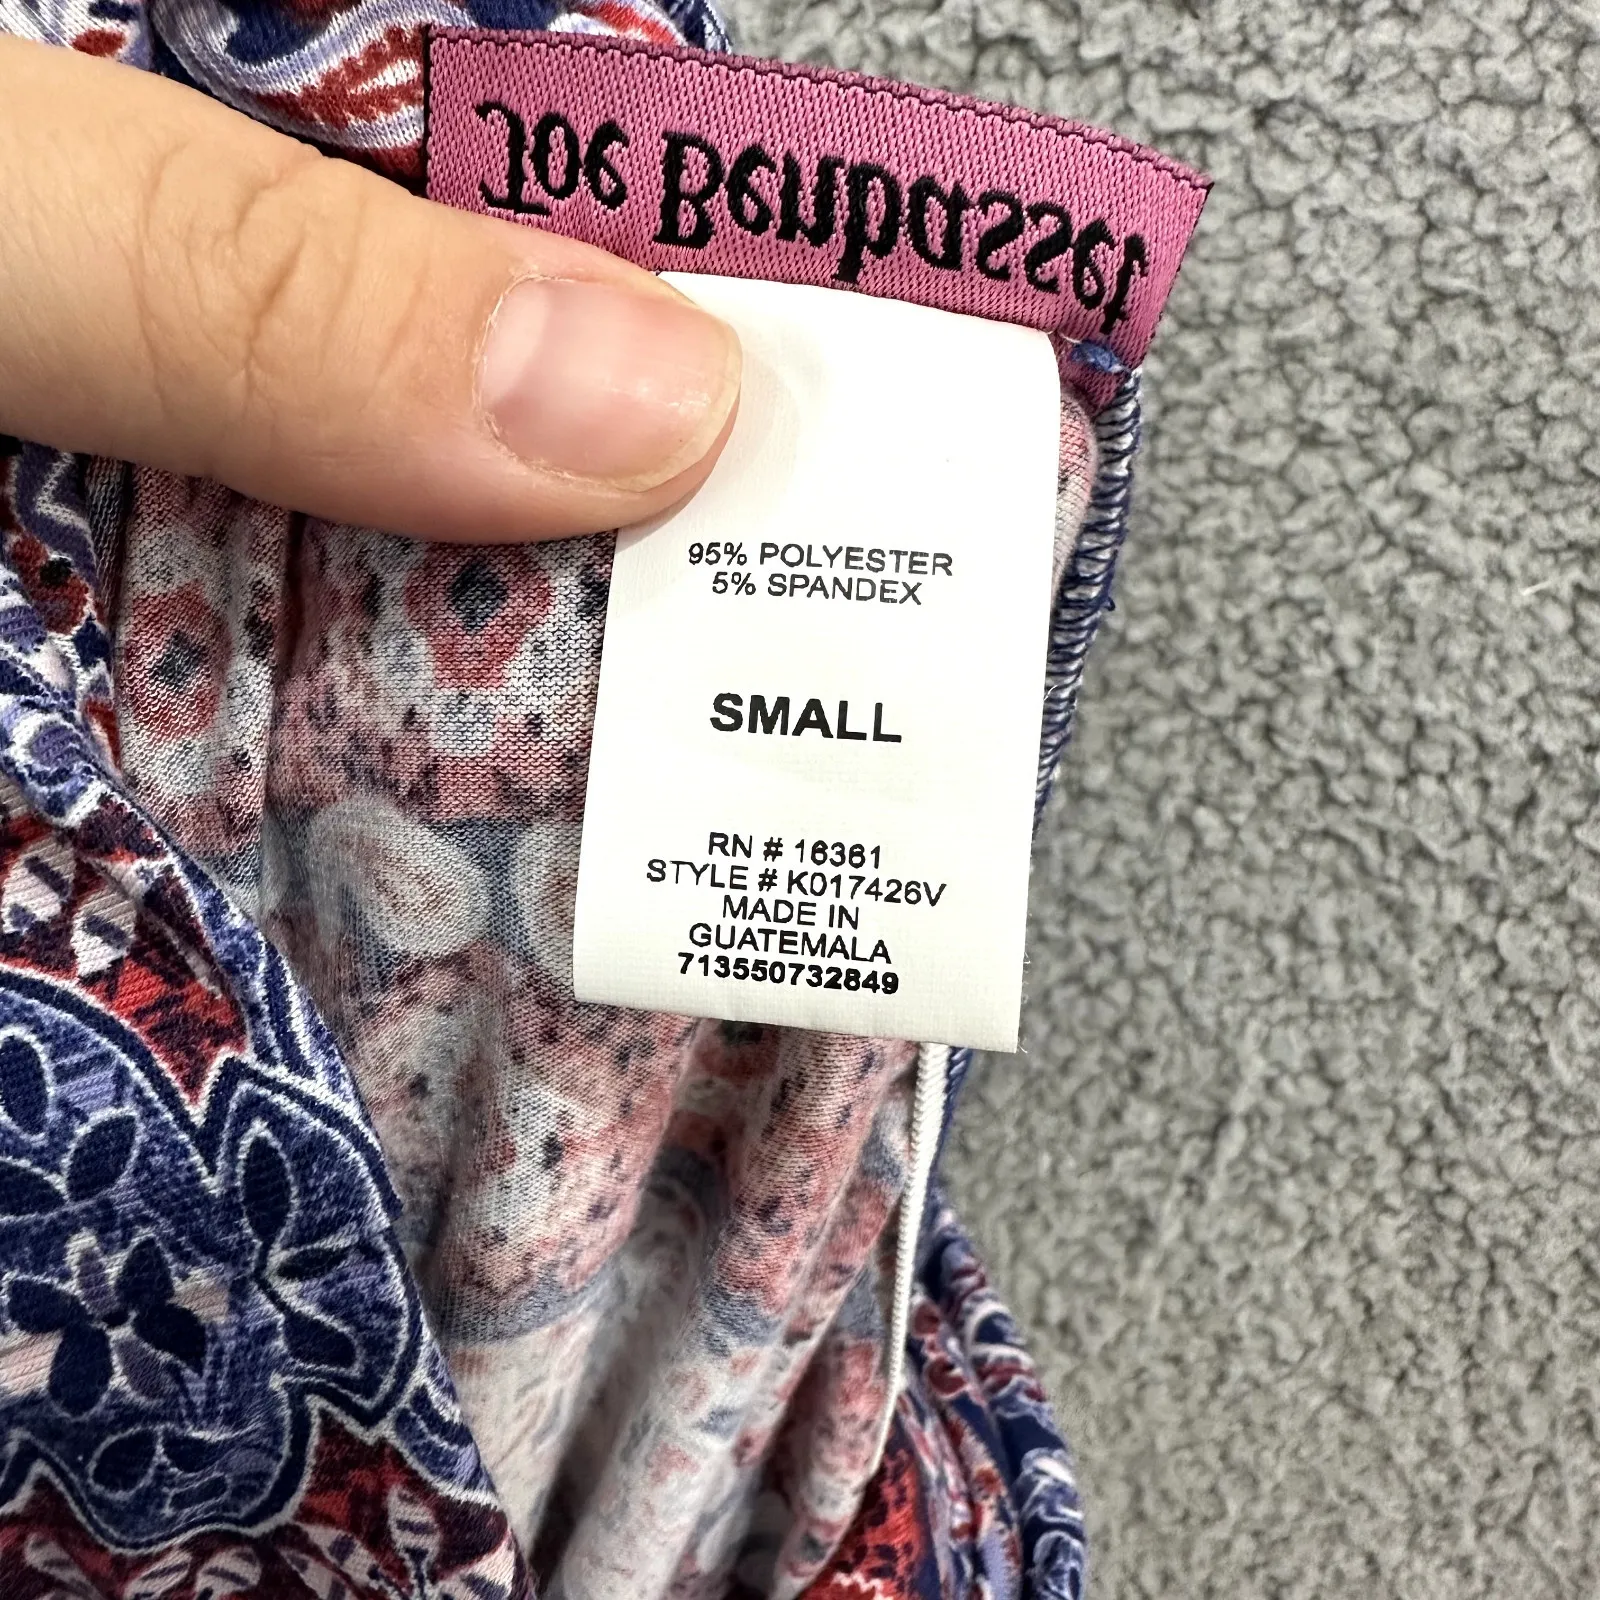 Joe Benbasset
95% POLYESTER
5% SPANDEX
SMALL
RN # 16361
STYLE # K017426V
MADE IN
GUATEMALA
713550732849